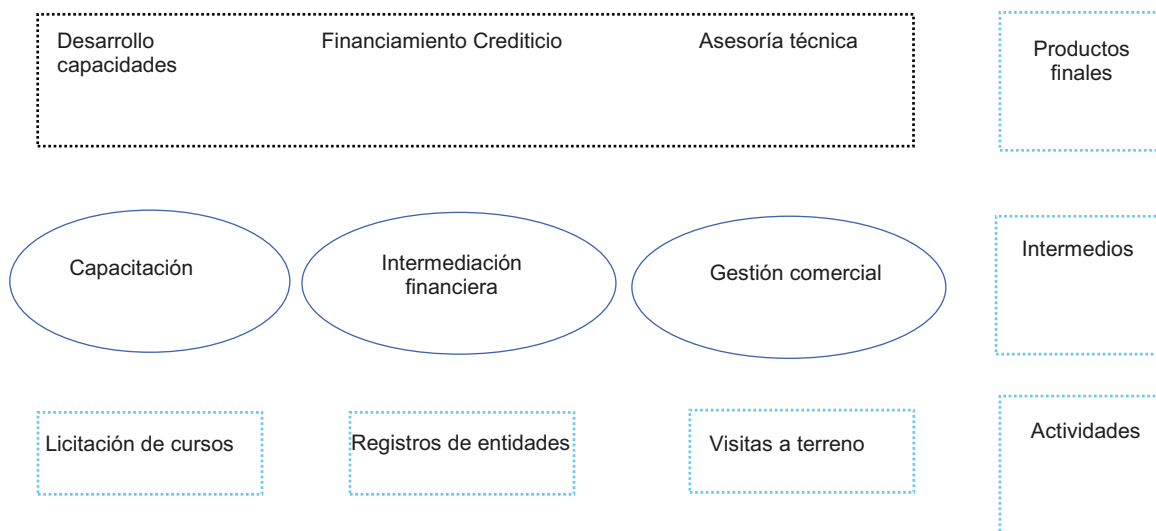 Desarrollo
capacidades
Financiamiento Crediticio
Asesoría técnica
Productos
finales
Capacitación
Intermediación
financiera
Gestión comercial
Intermedios
Licitación de cursos
Registros de entidades
Visitas a terreno
Actividades